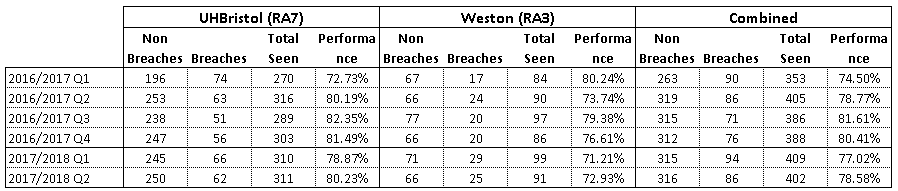 UHBristol (RA7) Weston (RA3) Combined
Non Breaches Breaches Total Seen Performa nce Non Breaches Breaches Total Seen Performa nce Non Breaches Breaches Total Seen Performa nce
2016/2017 Q1 196 74 270 72.73% 67 17 84 80.24% 263 90 353 74.50%
2016/2017 Q2 253 63 316 80.19% 66 24 90 73.74% 319 86 405 78.77%
2016/2017 Q3 238 51 289 82.35% 77 20 97 79.38% 315 71 386 81.61%
2016/2017 Q4 247 56 303 81.49% 66 20 86 76.61% 312 76 388 80.41%
2017/2018 Q1 245 66 310 78.87% 71 29 99 71.21% 315 94 409 77.02%
2017/2018 Q2 250 62 311 80.23% 66 25 91 72.93% 316 86 402 78.58%